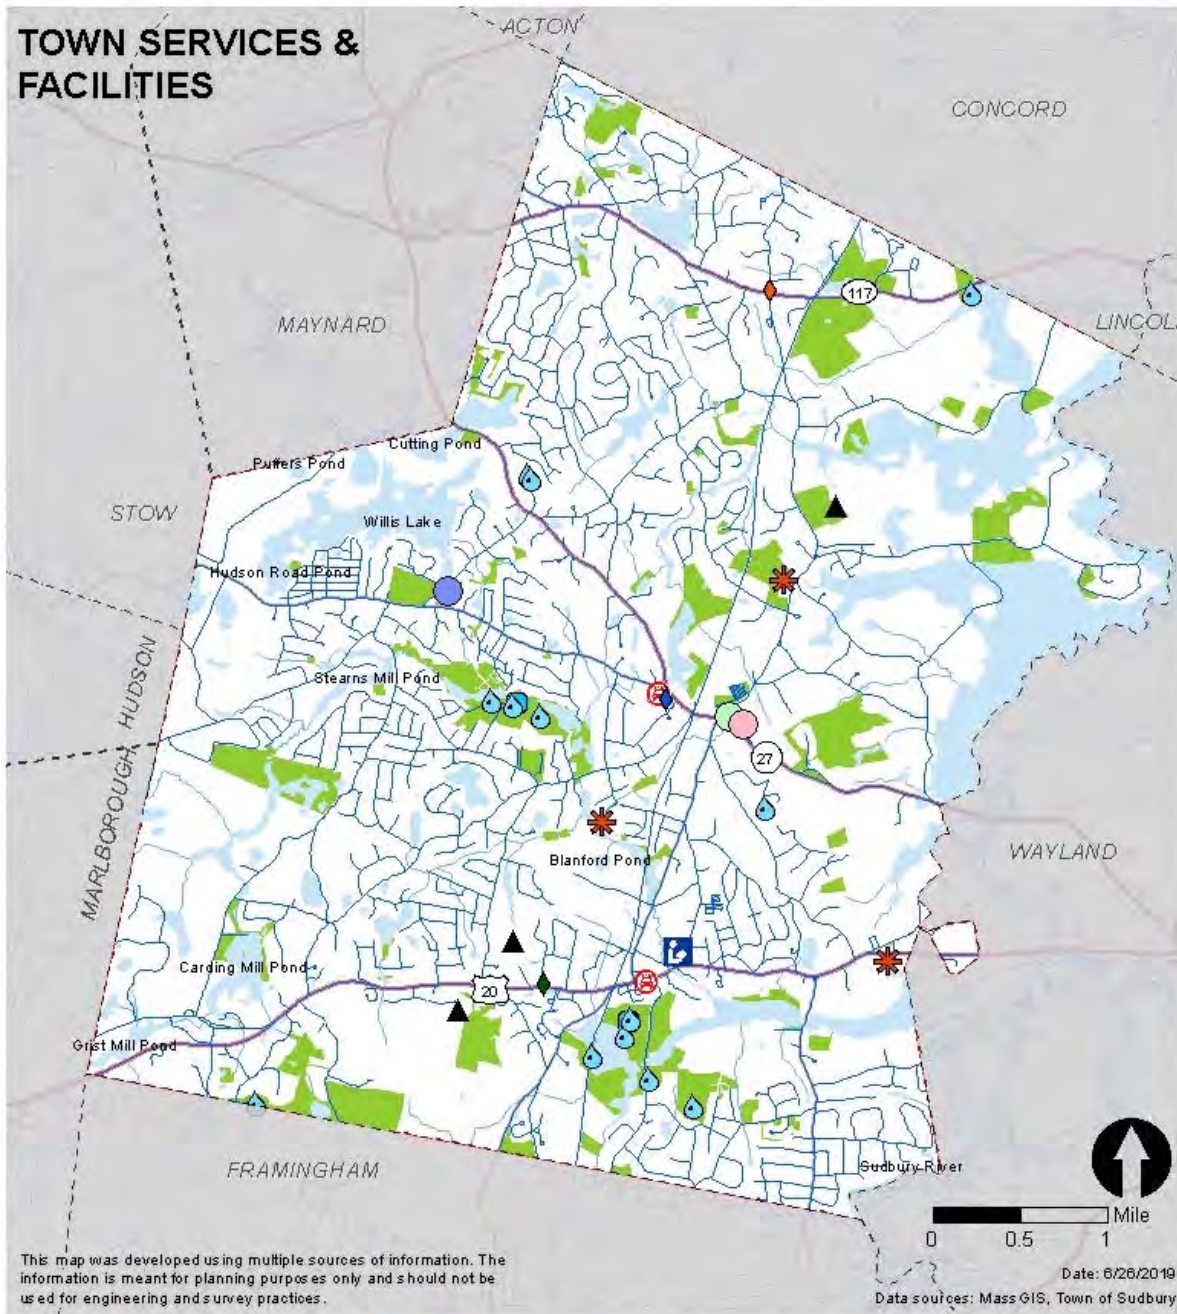 TOWN SERVICES &
FACILITIES
ACTON
CONCORD
117
LINCOL
MAYNARD
Cutting Pond
Puffers Pond
STOW
Willis Lake
Hudson Road Pond
HUDSON
Stearns Mill Pond
27
MARLBOROUGH
Blanford Pond
WAYLAND
Carding Mill Pond
20
Grist Mill Pond
FRAMINGHAM
Sudbury River
Mile
0 0.5 1
This map was developed using multiple sources of information. The
information is meant for planning purposes only and should not be
used for engineering and survey practices.
Date: 6/26/2019
Data sources: MassGIS, Town of Sudbury